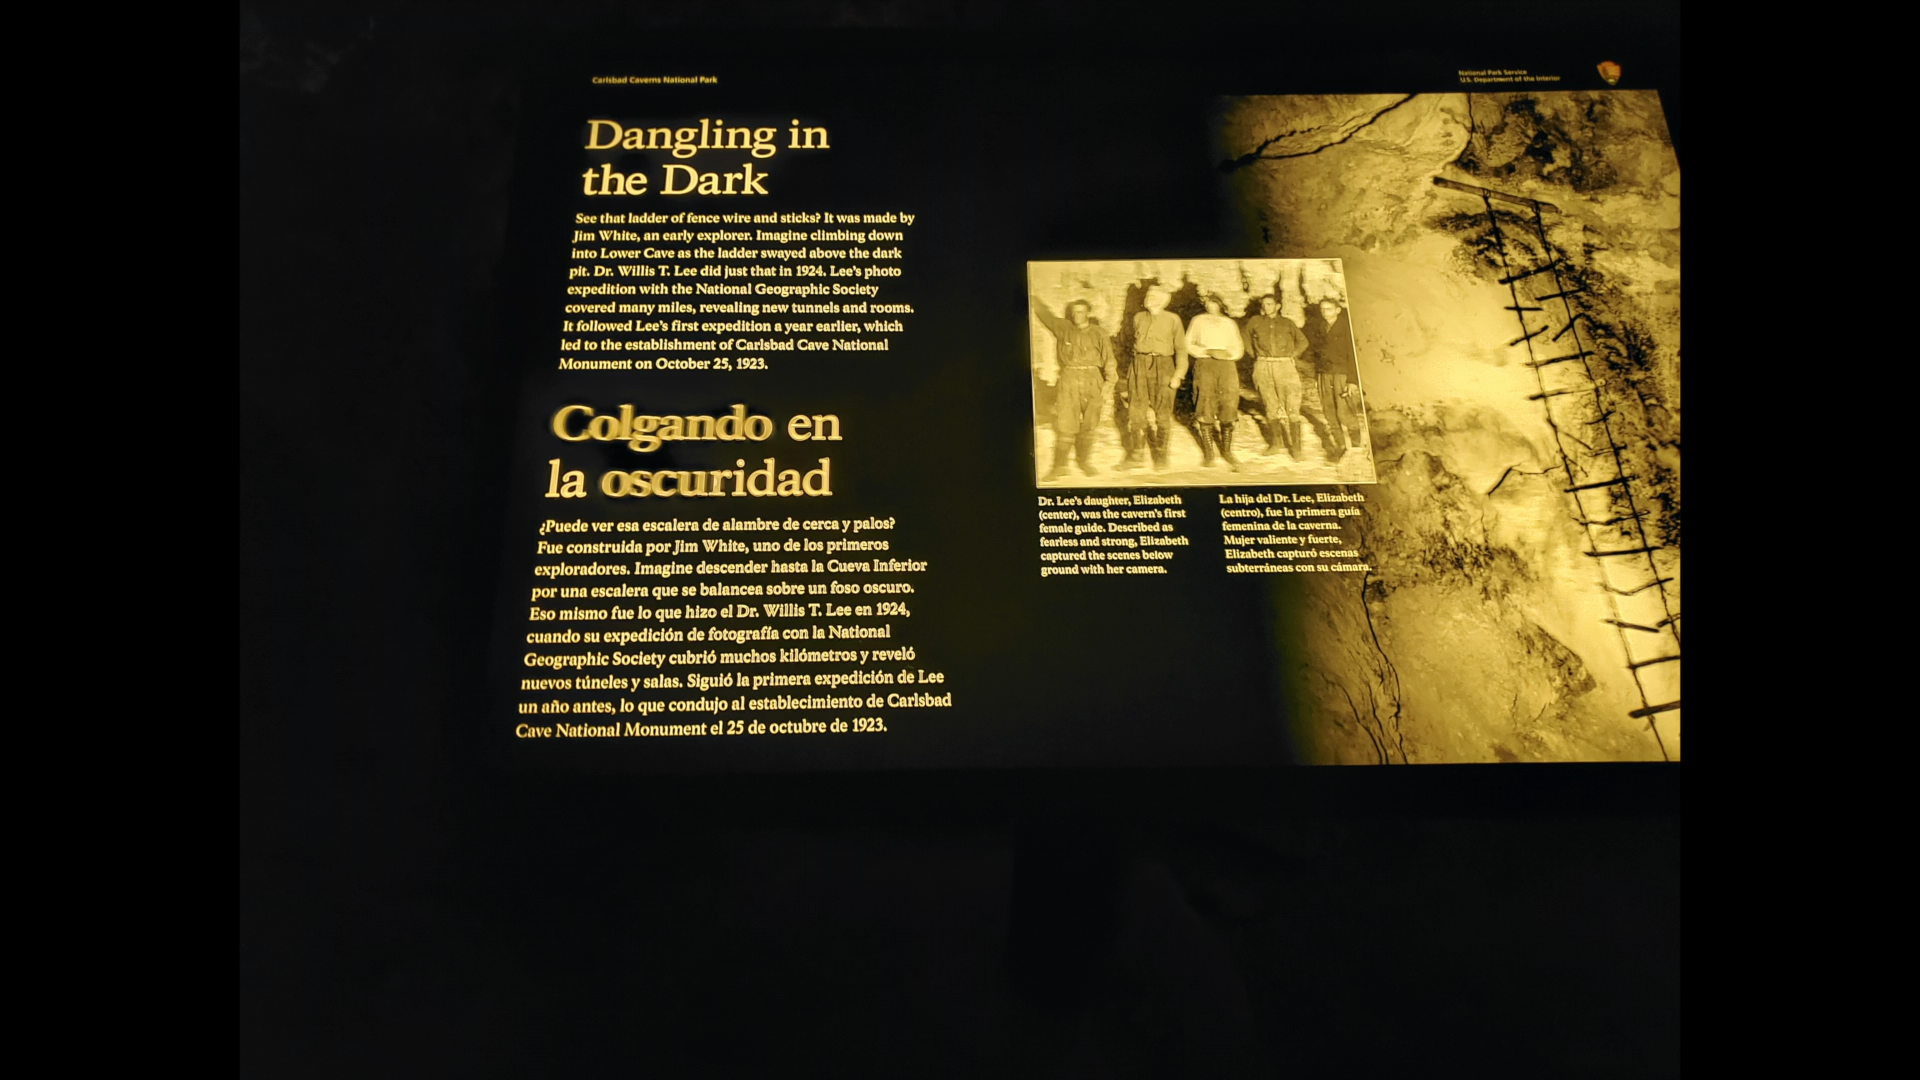 Carlsbad Caverns National Park
National Park Service
U.S. Department of the Interior
Dangling in
the Dark
See that ladder of fence wire and sticks? It was made by
Jim White, an early explorer. Imagine climbing down
into Lower Cave as the ladder swayed above the dark
pit. Dr. Willis T. Lee did just that in 1924. Lee's photo
expedition with the National Geographic Society
covered many miles, revealing new tunnels and rooms.
It followed Lee's first expedition a year earlier, which
led to the establishment of Carlsbad Cave National
Monument on October 25, 1923.
Colgando en
la oscuridad
¿Puede ver esa escalera de alambre de cerca y palos?
Fue construida por Jim White, uno de los primeros
exploradores. Imagine descender hasta la Cueva Inferior
por una escalera que se balancea sobre un foso oscuro.
Eso mismo fue lo que hizo el Dr. Willis T. Lee en 1924,
cuando su expedición de fotografía con la National
Geographic Society cubrió muchos kilómetros y reveló
nuevos túneles y salas. Siguió la primera expedición de Lee
un año antes, lo que condujo al establecimiento de Carlsbad
Cave National Monument el 25 de octubre de 1923.
Dr. Lee's daughter, Elizabeth
(center), was the cavern's first
female guide. Described as
fearless and strong, Elizabeth
captured the scenes below
ground with her camera.
La hija del Dr. Lee, Elizabeth
(centro), fue la primera guía
femenina de la caverna.
Mujer valiente y fuerte,
Elizabeth capturó escenas
subterráneas con su cámara.